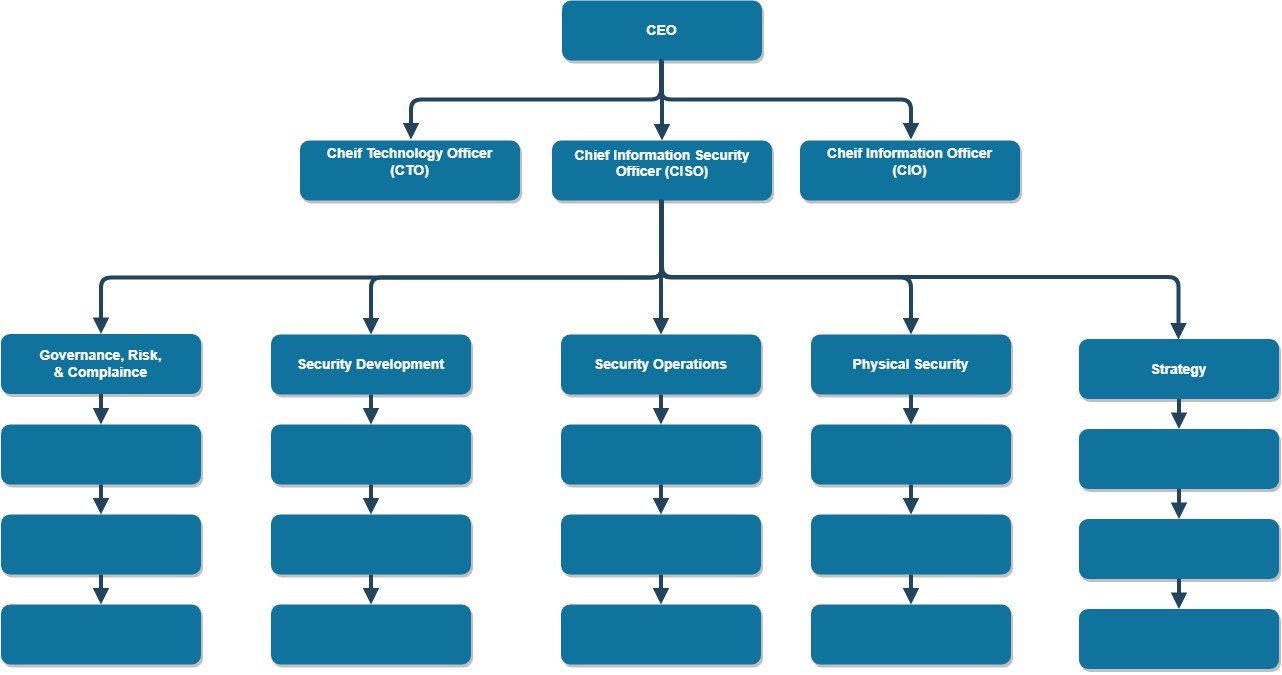 CEO
Cheif Technology Officer
(CTO)
Chief Information Security
Officer (CISO)
Cheif Information Officer
(CIO)
Governance, Risk,
& Complaince
Security Development
Security Operations
Physical Security
Strategy